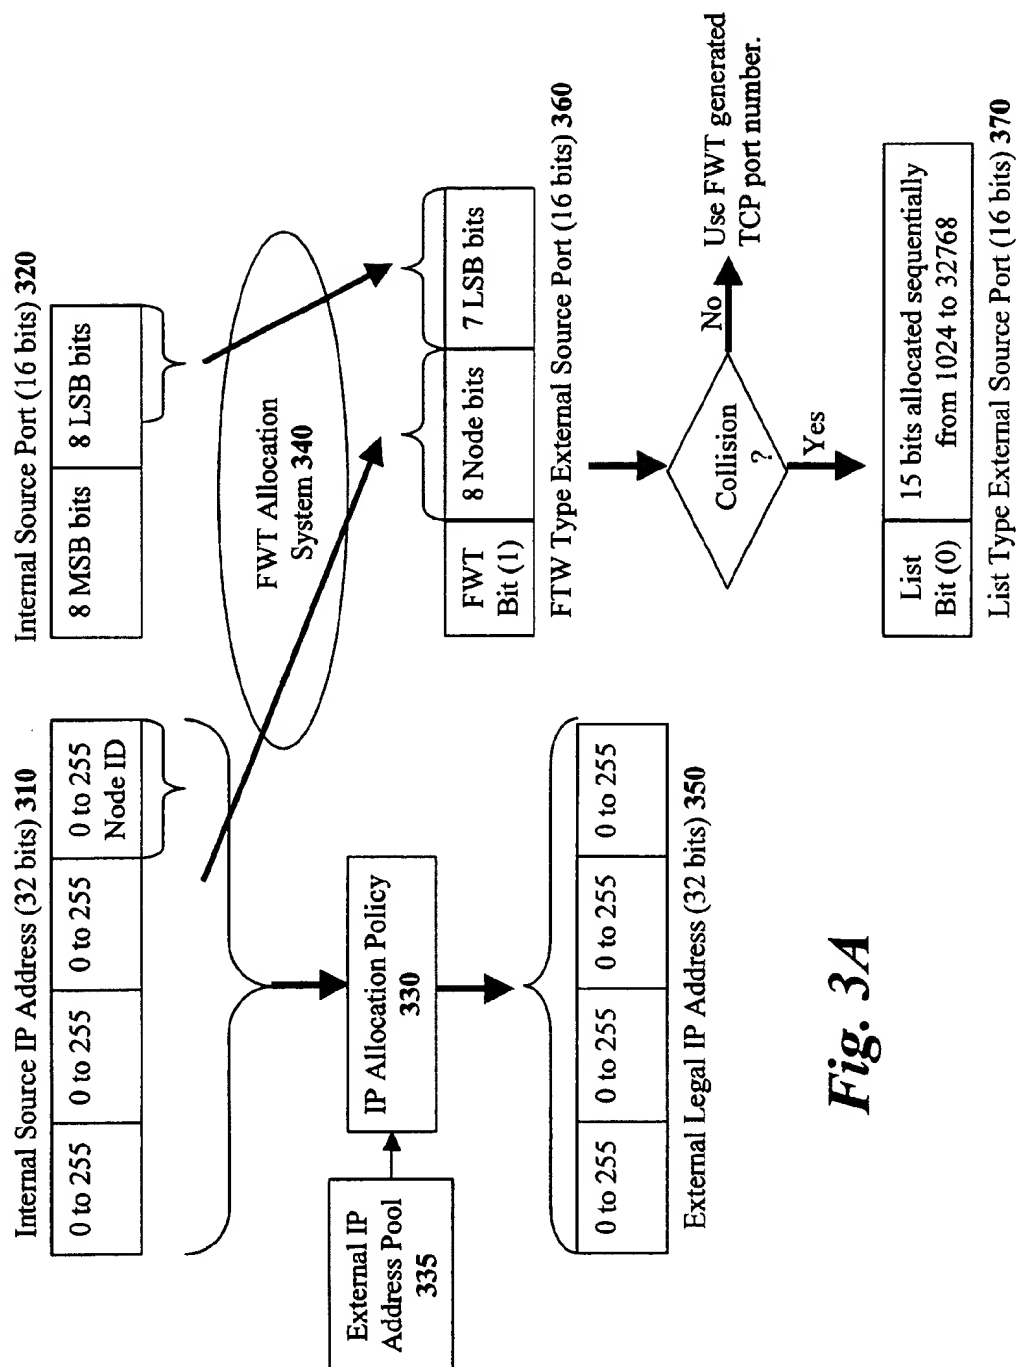 Internal Source IP Address (32 bits) 310
0 to 255
0 to 255
0 to 255
0 to 255
Node ID
Internal Source Port (16 bits) 320
8 MSB bits
8 LSB bits
External IP
Address Pool
335
IP Allocation Policy
330
FWT Allocation
System 340
FWT
Bit (1)
8 Node bits
7 LSB bits
FTW Type External Source Port (16 bits) 360
0 to 255
0 to 255
0 to 255
0 to 255
External Legal IP Address (32 bits) 350
Collision
?
No
Use FWT generated
TCP port number.
Yes
List
Bit (0)
15 bits allocated sequentially
from 1024 to 32768
List Type External Source Port (16 bits) 370
Fig. 3A